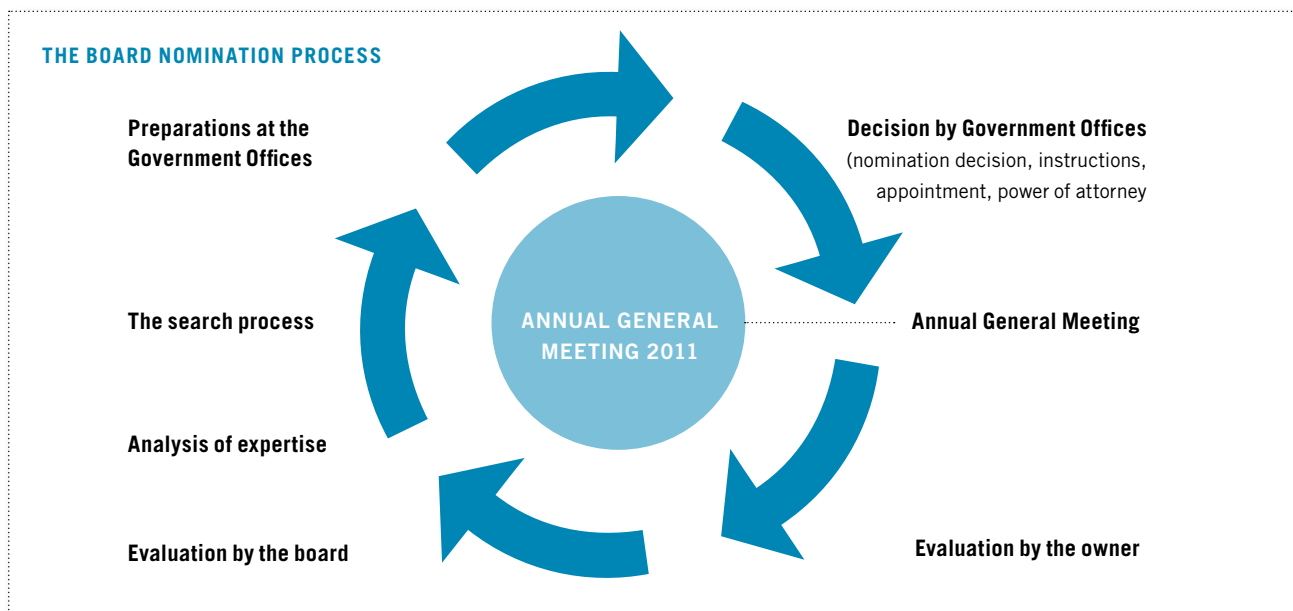 THE BOARD NOMINATION PROCESS
Preparations at the
Government Offices
Decision by Government Offices
(nomination decision, instructions,
appointment, power of attorney
The search process
ANNUAL GENERAL
MEETING 2011
Annual General Meeting
Analysis of expertise
Evaluation by the board
Evaluation by the owner